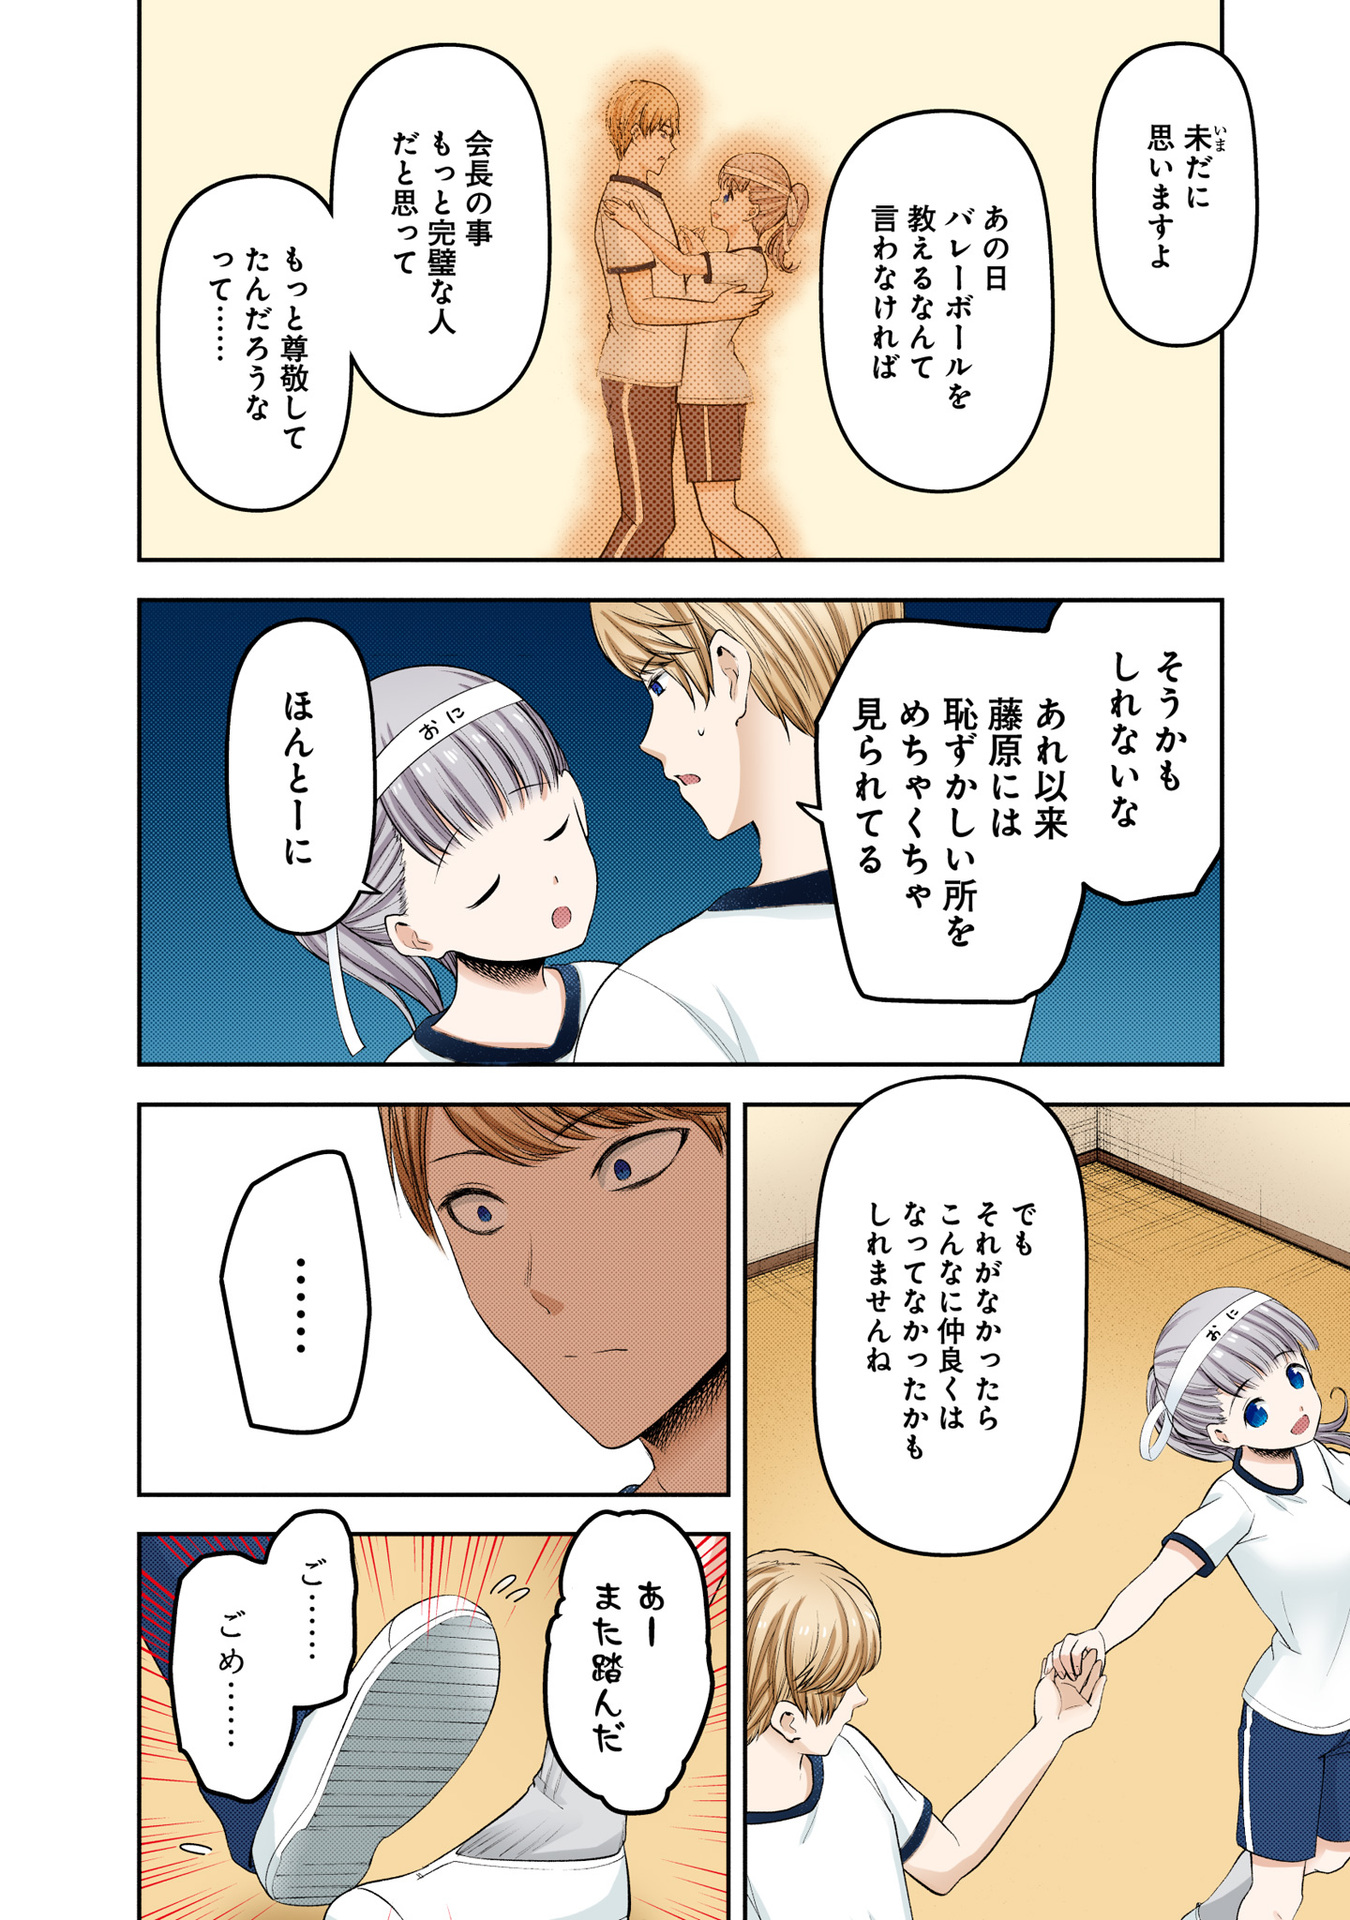 未だに
いま
思いますよ
あの日
バレーボールを
教えるなんて
言わなければ
会長の事
もっと完璧な人
だと思って
もっと尊敬して
たんだろうな
って……
そうかも
しれないな
あれ以来
藤原には
恥ずかしい所を
めちゃくちゃ
見られてる
おに
ほんとーに
でも
それがなかったら
こんなに仲良くは
なってなかったかも
しれませんね
おに
……
あー
また踏んだ
ご……
ごめ……